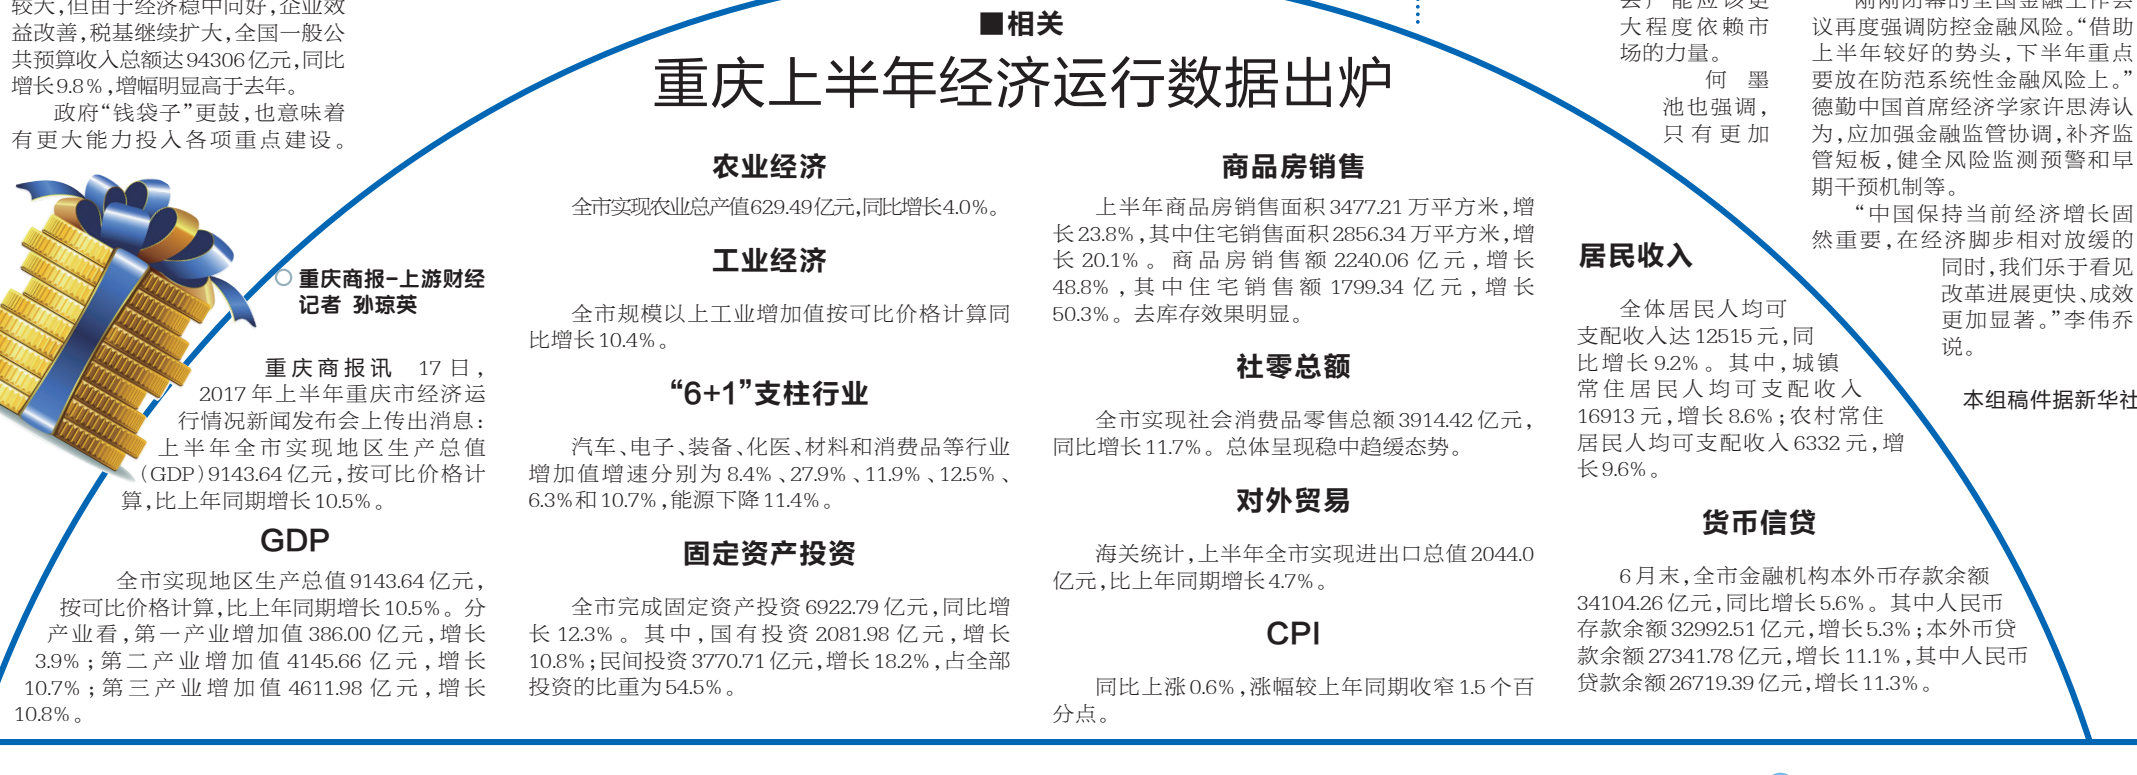 较大，但由于经济稳中向好，企业效
益改善，税基继续扩大，全国一般公
共预算收入总额达94306亿元，同比
增长9.8%，增幅明显高于去年。
政府“钱袋子”更鼓，也意味着
有更大能力投入各项重点建设。
■相关
重庆上半年经济运行数据出炉
重庆商报-上游财经
记者 孙琼英
重庆商报讯 17日，
2017年上半年重庆市经济运
行情况新闻发布会上传出消息：
上半年全市实现地区生产总值
（GDP）9143.64亿元，按可比价格计
算，比上年同期增长10.5%。
GDP
全市实现地区生产总值9143.64亿元，
按可比价格计算，比上年同期增长10.5%。分
产业看，第一产业增加值386.00亿元，增长
3.9%；第二产业增加值4145.66亿元，增长
10.7%；第三产业增加值4611.98亿元，增长
10.8%。
农业经济
全市实现农业总产值629.49亿元，同比增长4.0%。
工业经济
全市规模以上工业增加值按可比价格计算同
比增长10.4%。
“6+1”支柱行业
汽车、电子、装备、化医、材料和消费品等行业
增加值增速分别为8.4%、27.9%、11.9%、12.5%、
6.3%和10.7%，能源下降11.4%。
固定资产投资
全市完成固定资产投资6922.79亿元，同比增
长12.3%。其中，国有投资2081.98亿元，增长
10.8%；民间投资3770.71亿元，增长18.2%，占全部
投资的比重为54.5%。
商品房销售
上半年商品房销售面积3477.21万平方米，增
长23.8%，其中住宅销售面积2856.34万平方米，增
长20.1%。商品房销售额2240.06亿元，增长
48.8%，其中住宅销售额1799.34亿元，增长
50.3%。去库存效果明显。
社零总额
全市实现社会消费品零售总额3914.42亿元，
同比增长11.7%。总体呈现稳中趋缓态势。
对外贸易
海关统计，上半年全市实现进出口总值2044.0
亿元，比上年同期增长4.7%。
CPI
同比上涨0.6%，涨幅较上年同期收窄1.5个百
分点。
居民收入
全体居民人均可
支配收入达12515元，同
比增长9.2%。其中，城镇
常住居民人均可支配收入
16913元，增长8.6%；农村常住
居民人均可支配收入6332元，增
长9.6%。
货币信贷
6月末，全市金融机构本外币存款余额
34104.26亿元，同比增长5.6%。其中人民币
存款余额32992.51亿元，增长5.3%；本外币贷
款余额27341.78亿元，增长11.1%，其中人民币
贷款余额26719.39亿元，增长11.3%。
去产能应该更
大程度依赖市
场的力量。
何墨
池也强调，
只有更加
刚刚闭幕的全国金融工作会
议再度强调防控金融风险。“借助
上半年较好的势头，下半年重点
要放在防范系统性金融风险上。”
德勤中国首席经济学家许思涛认
为，应加强金融监管协调，补齐监
管短板，健全风险监测预警和早
期干预机制等。
“中国保持当前经济增长固
然重要，在经济脚步相对放缓的
同时，我们乐于看见
改革进展更快、成效
更加显著。”李伟乔
说。
本组稿件据新华社